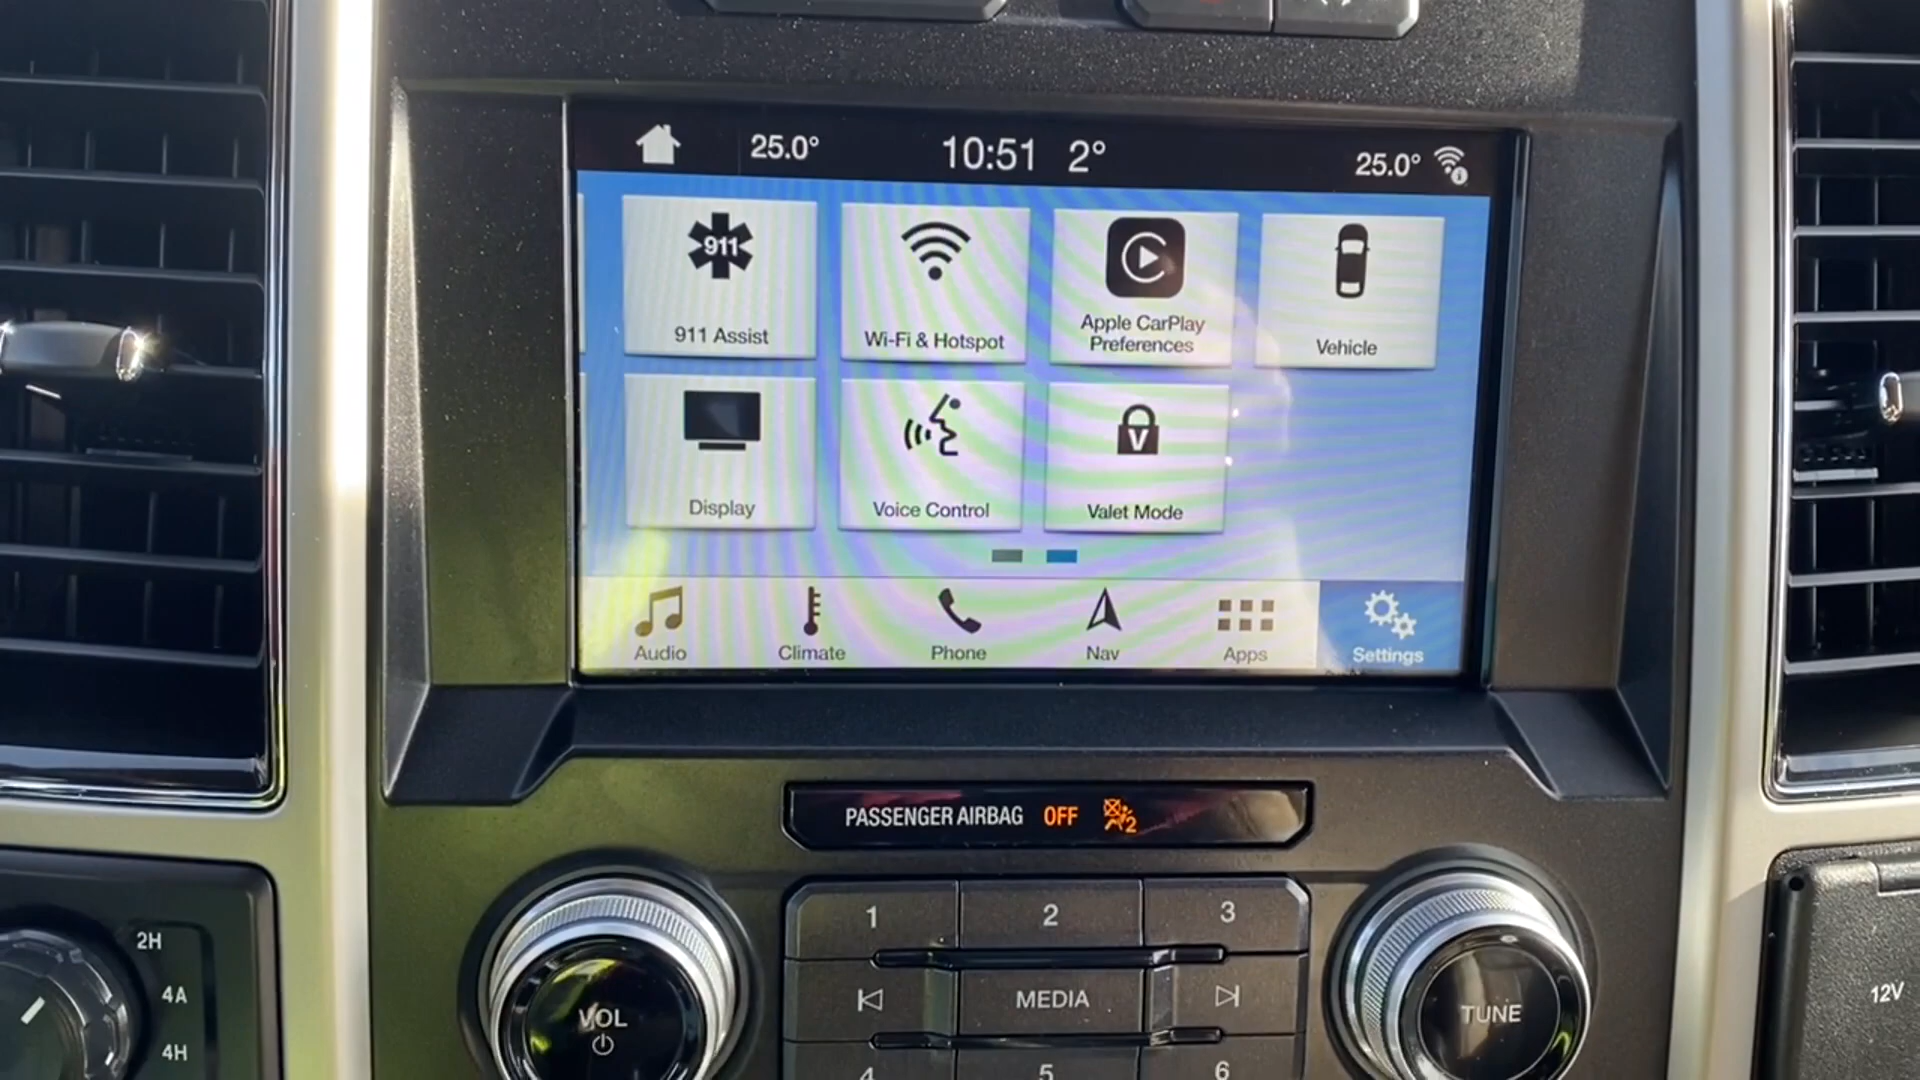 25.0°
10:51
2°
25.0°
911
911 Assist
Wi-Fi & Hotspot
Apple CarPlay
Preferences
Vehicle
Display
Voice Control
V
Valet Mode
Audio
Climate
Phone
Nav
Apps
Settings
PASSENGER AIRBAG OFF 2
1
2
3
2H
4A
4H
VOL
MEDIA
TUNE
12V
4
5
6